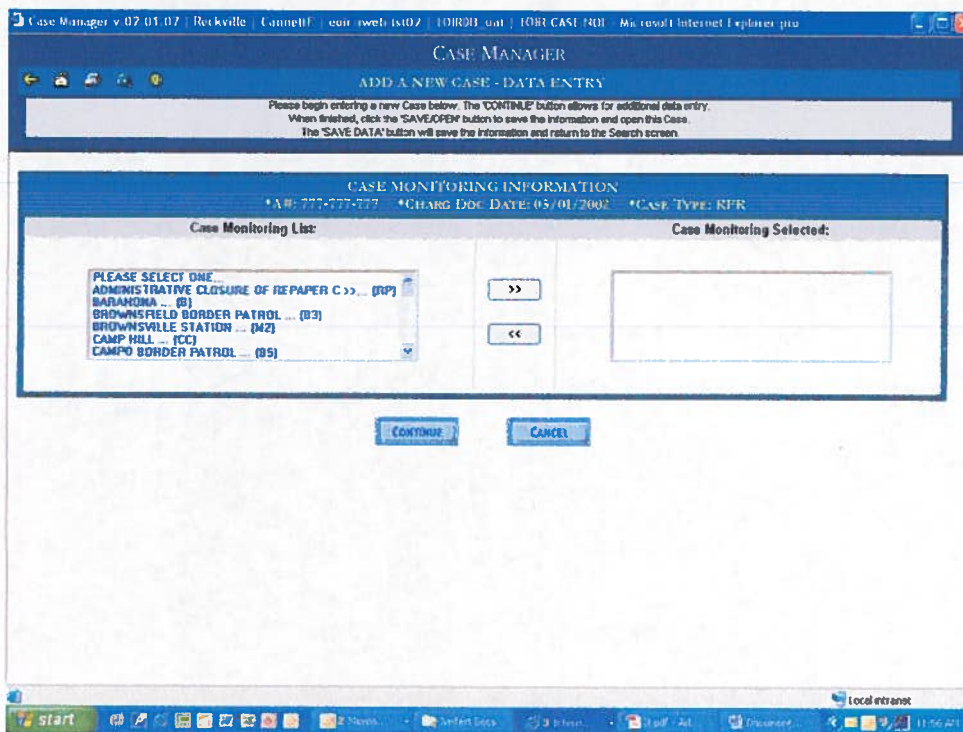 Case Manager v 02.01.07 | Rockville |
Microsoft Internet Explorer pro
CASE MANAGER
ADD A NEW CASE - DATA ENTRY
Please begin entering a new Case below. The 'CONTINUE' button allows for additional data entry.
When finished, click the 'SAVE/OPEN' button to save the information and open this Case.
The 'SAVE DATA' button will save the information and return to the Search screen.
CASE MONITORING INFORMATION
*A#: 777-777-777 *CHARG DOC DATE: 05/01/2002 *CASE TYPE: RFR
Case Monitoring List:
Case Monitoring Selected:
PLEASE SELECT ONE...
ADMINISTRATIVE CLOSURE OF REPAPER C >>... (RP)
BARAHONA ... (B)
BROWNSFIELD BORDER PATROL ... (B3)
BROWNSVILLE STATION ... (M2)
CAMP HILL ... (CC)
CAMPO BORDER PATROL ... (B5)
>>
<<
CONTINUE
CANCEL
Local intranet
start
11:56 AM